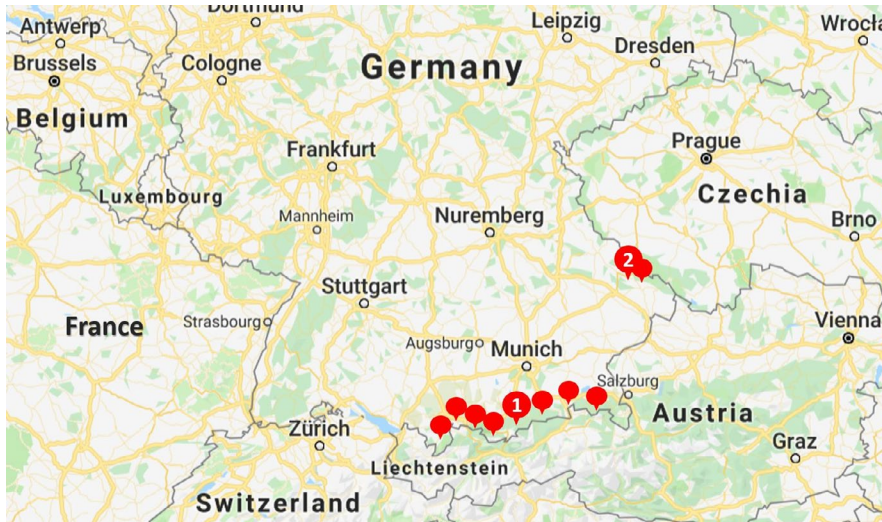 Dortmund
Antwerp
Leipzig
Wrocła
Dresden
Brussels
Cologne
Germany
Belgium
Prague
Frankfurt
Luxembourg
Czechia
Mannheim
Nuremberg
Brno
2
Stuttgart
France
Strasbourg
Vienna
Augsburg
Munich
Salzburg
1
Austria
Zürich
Graz
Liechtenstein
Switzerland